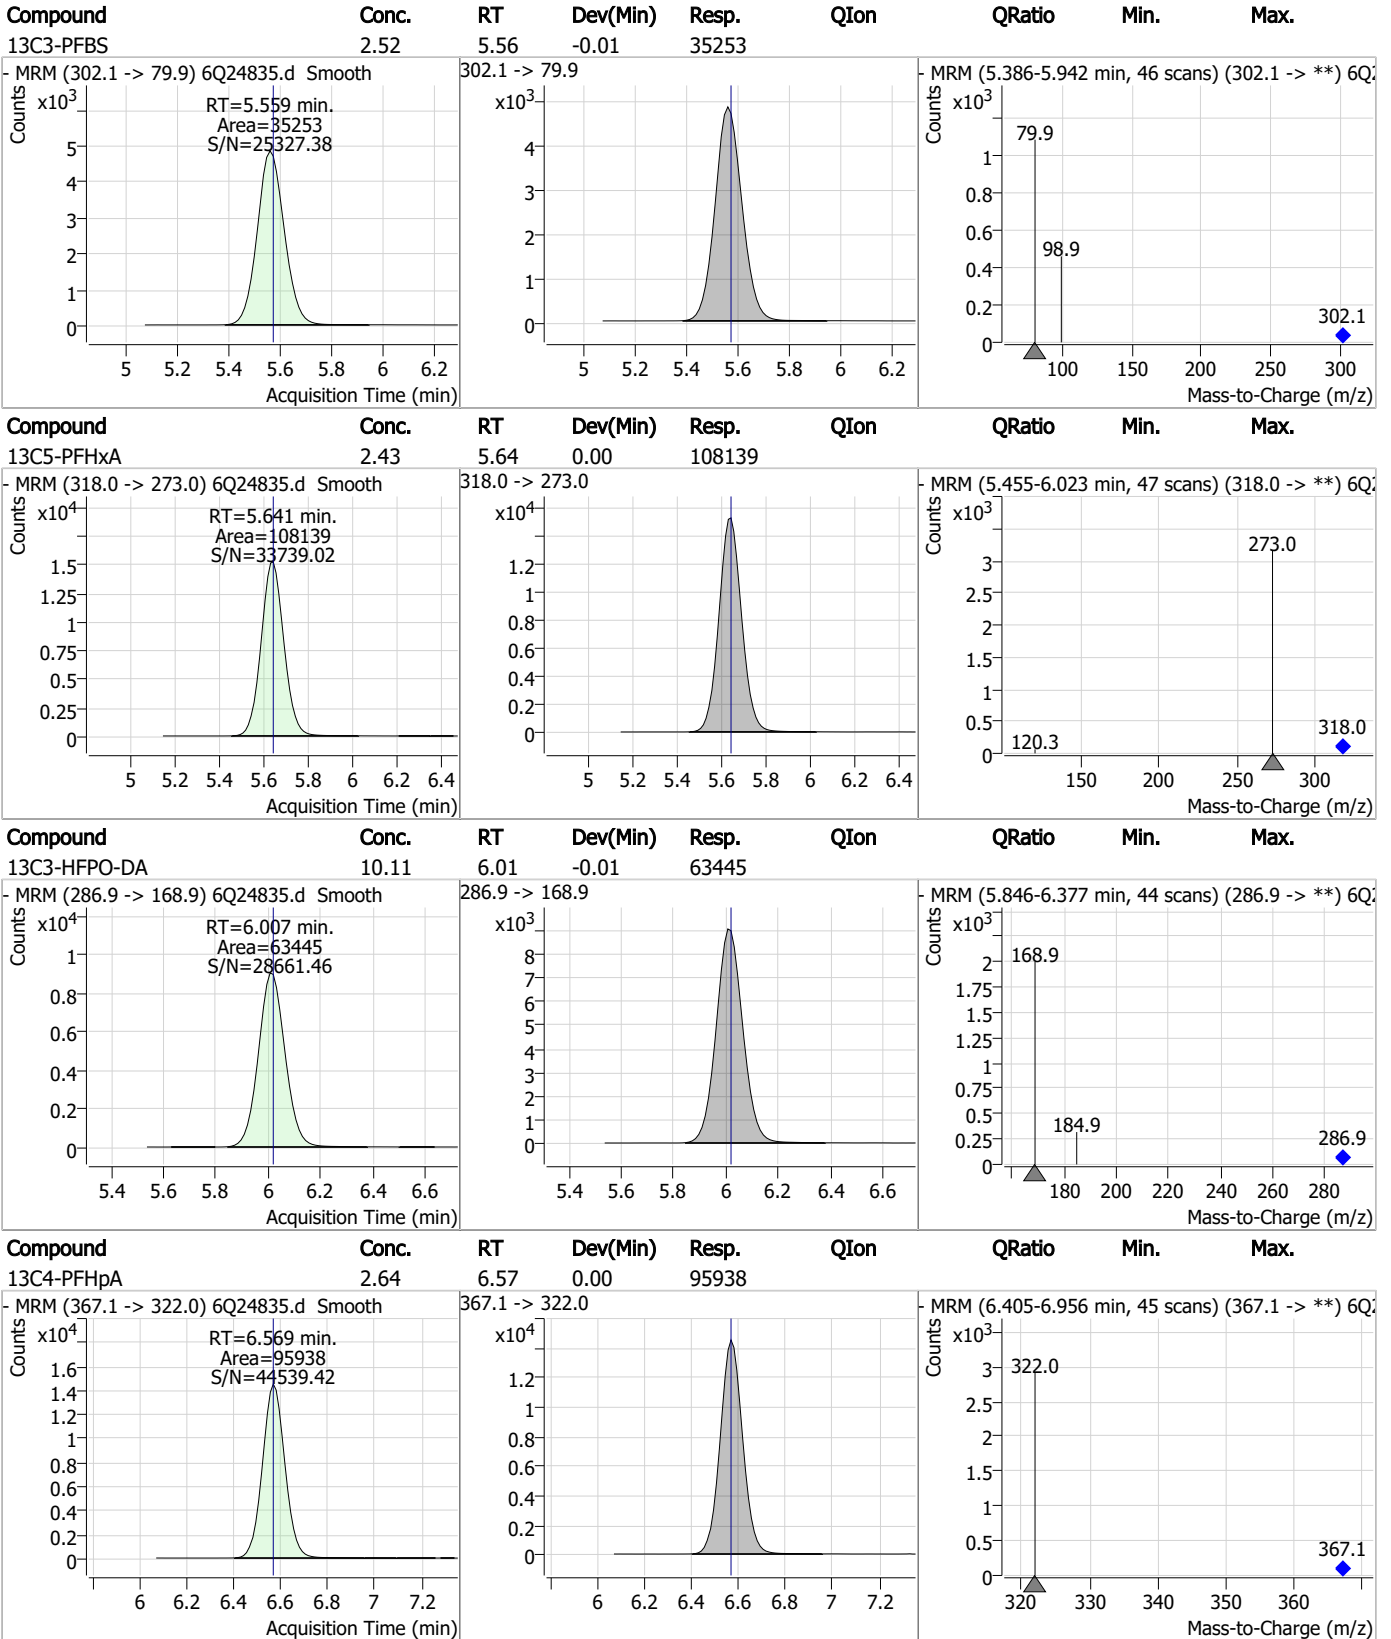 Compound Conc. RT Dev(Min) Resp. QIon QRatio Min. Max.
13C3-PFBS 2.52 5.56 -0.01 35253
- MRM (302.1 -> 79.9) 6Q24835.d Smooth
Counts
x10³
RT=5.559 min.
Area=35253
S/N=25327.38
5
4
3
2
1
0
5 5.2 5.4 5.6 5.8 6 6.2
Acquisition Time (min)
302.1 -> 79.9
x10³
4
3
2
1
0
5 5.2 5.4 5.6 5.8 6 6.2
- MRM (5.386-5.942 min, 46 scans) (302.1 -> **) 6Q2
Counts
x10³
79.9
1
0.8
0.6
98.9
0.4
0.2
302.1
0
100 150 200 250 300
Mass-to-Charge (m/z)
Compound Conc. RT Dev(Min) Resp. QIon QRatio Min. Max.
13C5-PFHxA 2.43 5.64 0.00 108139
- MRM (318.0 -> 273.0) 6Q24835.d Smooth
Counts
x10⁴
RT=5.641 min.
Area=108139
S/N=33739.02
1.5
1.25
1
0.75
0.5
0.25
0
5 5.2 5.4 5.6 5.8 6 6.2 6.4
Acquisition Time (min)
318.0 -> 273.0
x10⁴
1.2
1
0.8
0.6
0.4
0.2
0
5 5.2 5.4 5.6 5.8 6 6.2 6.4
- MRM (5.455-6.023 min, 47 scans) (318.0 -> **) 6Q2
Counts
x10³
273.0
3
2.5
2
1.5
1
0.5
318.0
0
120.3
150 200 250 300
Mass-to-Charge (m/z)
Compound Conc. RT Dev(Min) Resp. QIon QRatio Min. Max.
13C3-HFPO-DA 10.11 6.01 -0.01 63445
- MRM (286.9 -> 168.9) 6Q24835.d Smooth
Counts
x10⁴
RT=6.007 min.
Area=63445
S/N=28661.46
1
0.8
0.6
0.4
0.2
0
5.4 5.6 5.8 6 6.2 6.4 6.6
Acquisition Time (min)
286.9 -> 168.9
x10³
8
7
6
5
4
3
2
1
0
5.4 5.6 5.8 6 6.2 6.4 6.6
- MRM (5.846-6.377 min, 44 scans) (286.9 -> **) 6Q2
Counts
x10³
168.9
2
1.75
1.5
1.25
1
0.75
0.5
184.9
0.25
286.9
0
180 200 220 240 260 280
Mass-to-Charge (m/z)
Compound Conc. RT Dev(Min) Resp. QIon QRatio Min. Max.
13C4-PFHpA 2.64 6.57 0.00 95938
- MRM (367.1 -> 322.0) 6Q24835.d Smooth
Counts
x10⁴
RT=6.569 min.
Area=95938
S/N=44539.42
1.6
1.4
1.2
1
0.8
0.6
0.4
0.2
0
6 6.2 6.4 6.6 6.8 7 7.2
Acquisition Time (min)
367.1 -> 322.0
x10⁴
1.2
1
0.8
0.6
0.4
0.2
0
6 6.2 6.4 6.6 6.8 7 7.2
- MRM (6.405-6.956 min, 45 scans) (367.1 -> **) 6Q2
Counts
x10³
322.0
3
2.5
2
1.5
1
0.5
367.1
0
320 330 340 350 360
Mass-to-Charge (m/z)